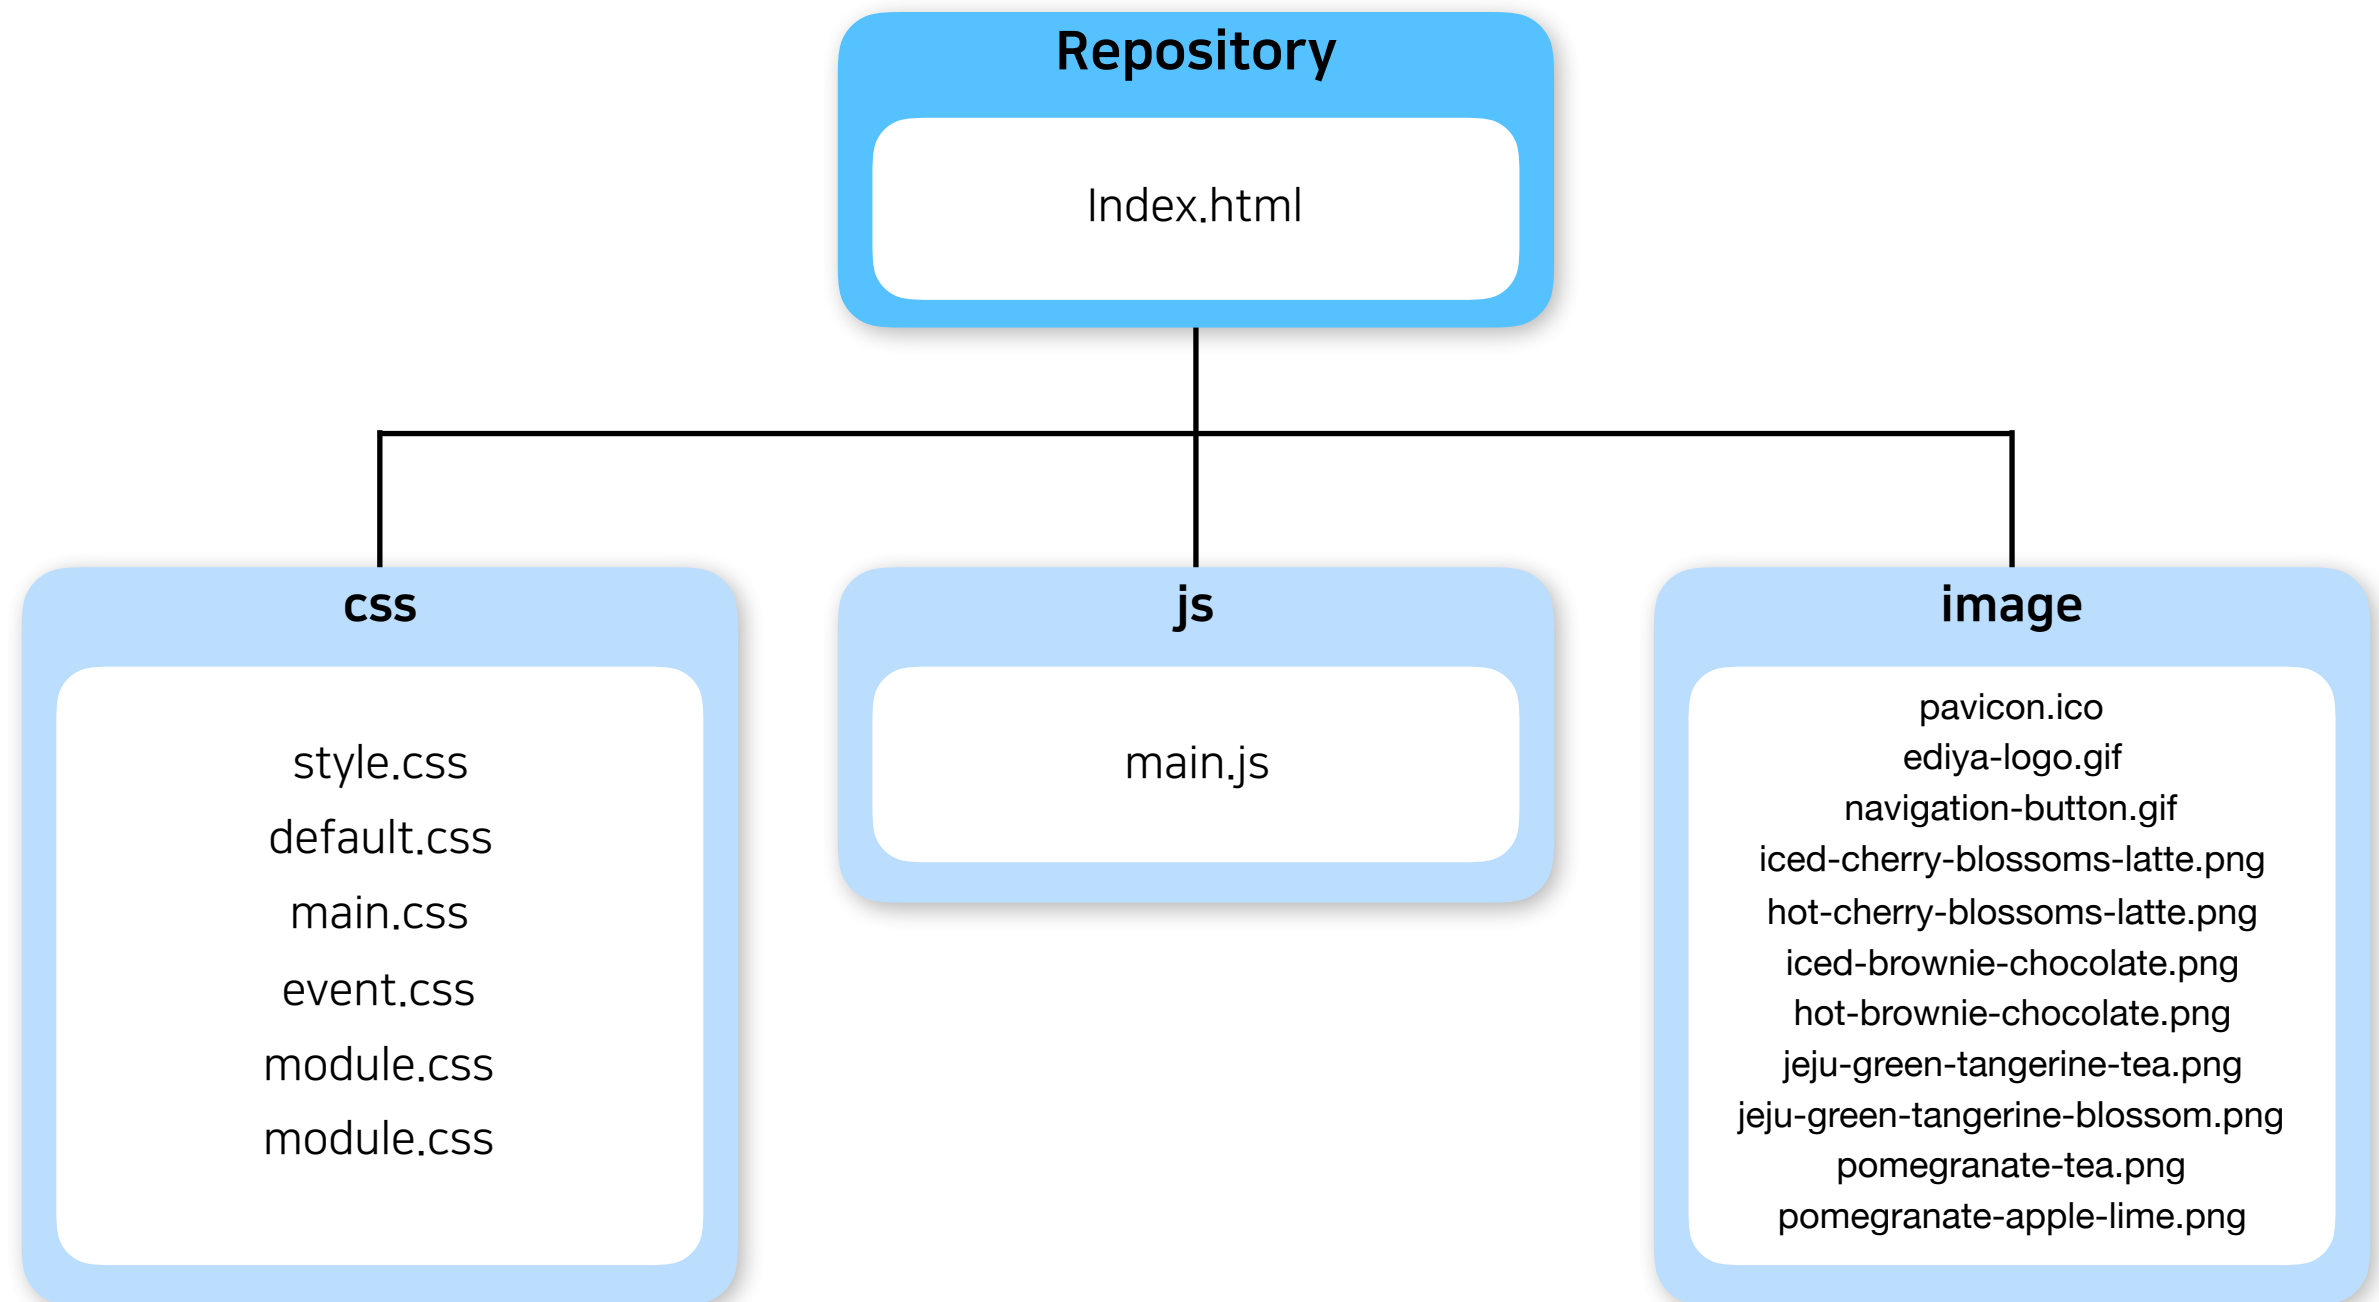 Repository
Index.html
css
style.css
default.css
main.css
event.css
module.css
module.css
js
main.js
image
pavicon.ico
ediya-logo.gif
navigation-button.gif
iced-cherry-blossoms-latte.png
hot-cherry-blossoms-latte.png
iced-brownie-chocolate.png
hot-brownie-chocolate.png
jeju-green-tangerine-tea.png
jeju-green-tangerine-blossom.png
pomegranate-tea.png
pomegranate-apple-lime.png